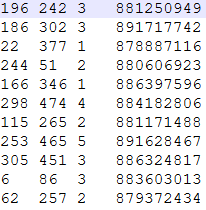 196	242	3	881250949
186	302	3	891717742
22	377	1	878887116
244	51	2	880606923
166	346	1	886397596
298	474	4	884182806
115	265	2	881171488
253	465	5	891628467
305	451	3	886324817
6	86	3	883603013
62	257	2	879372434